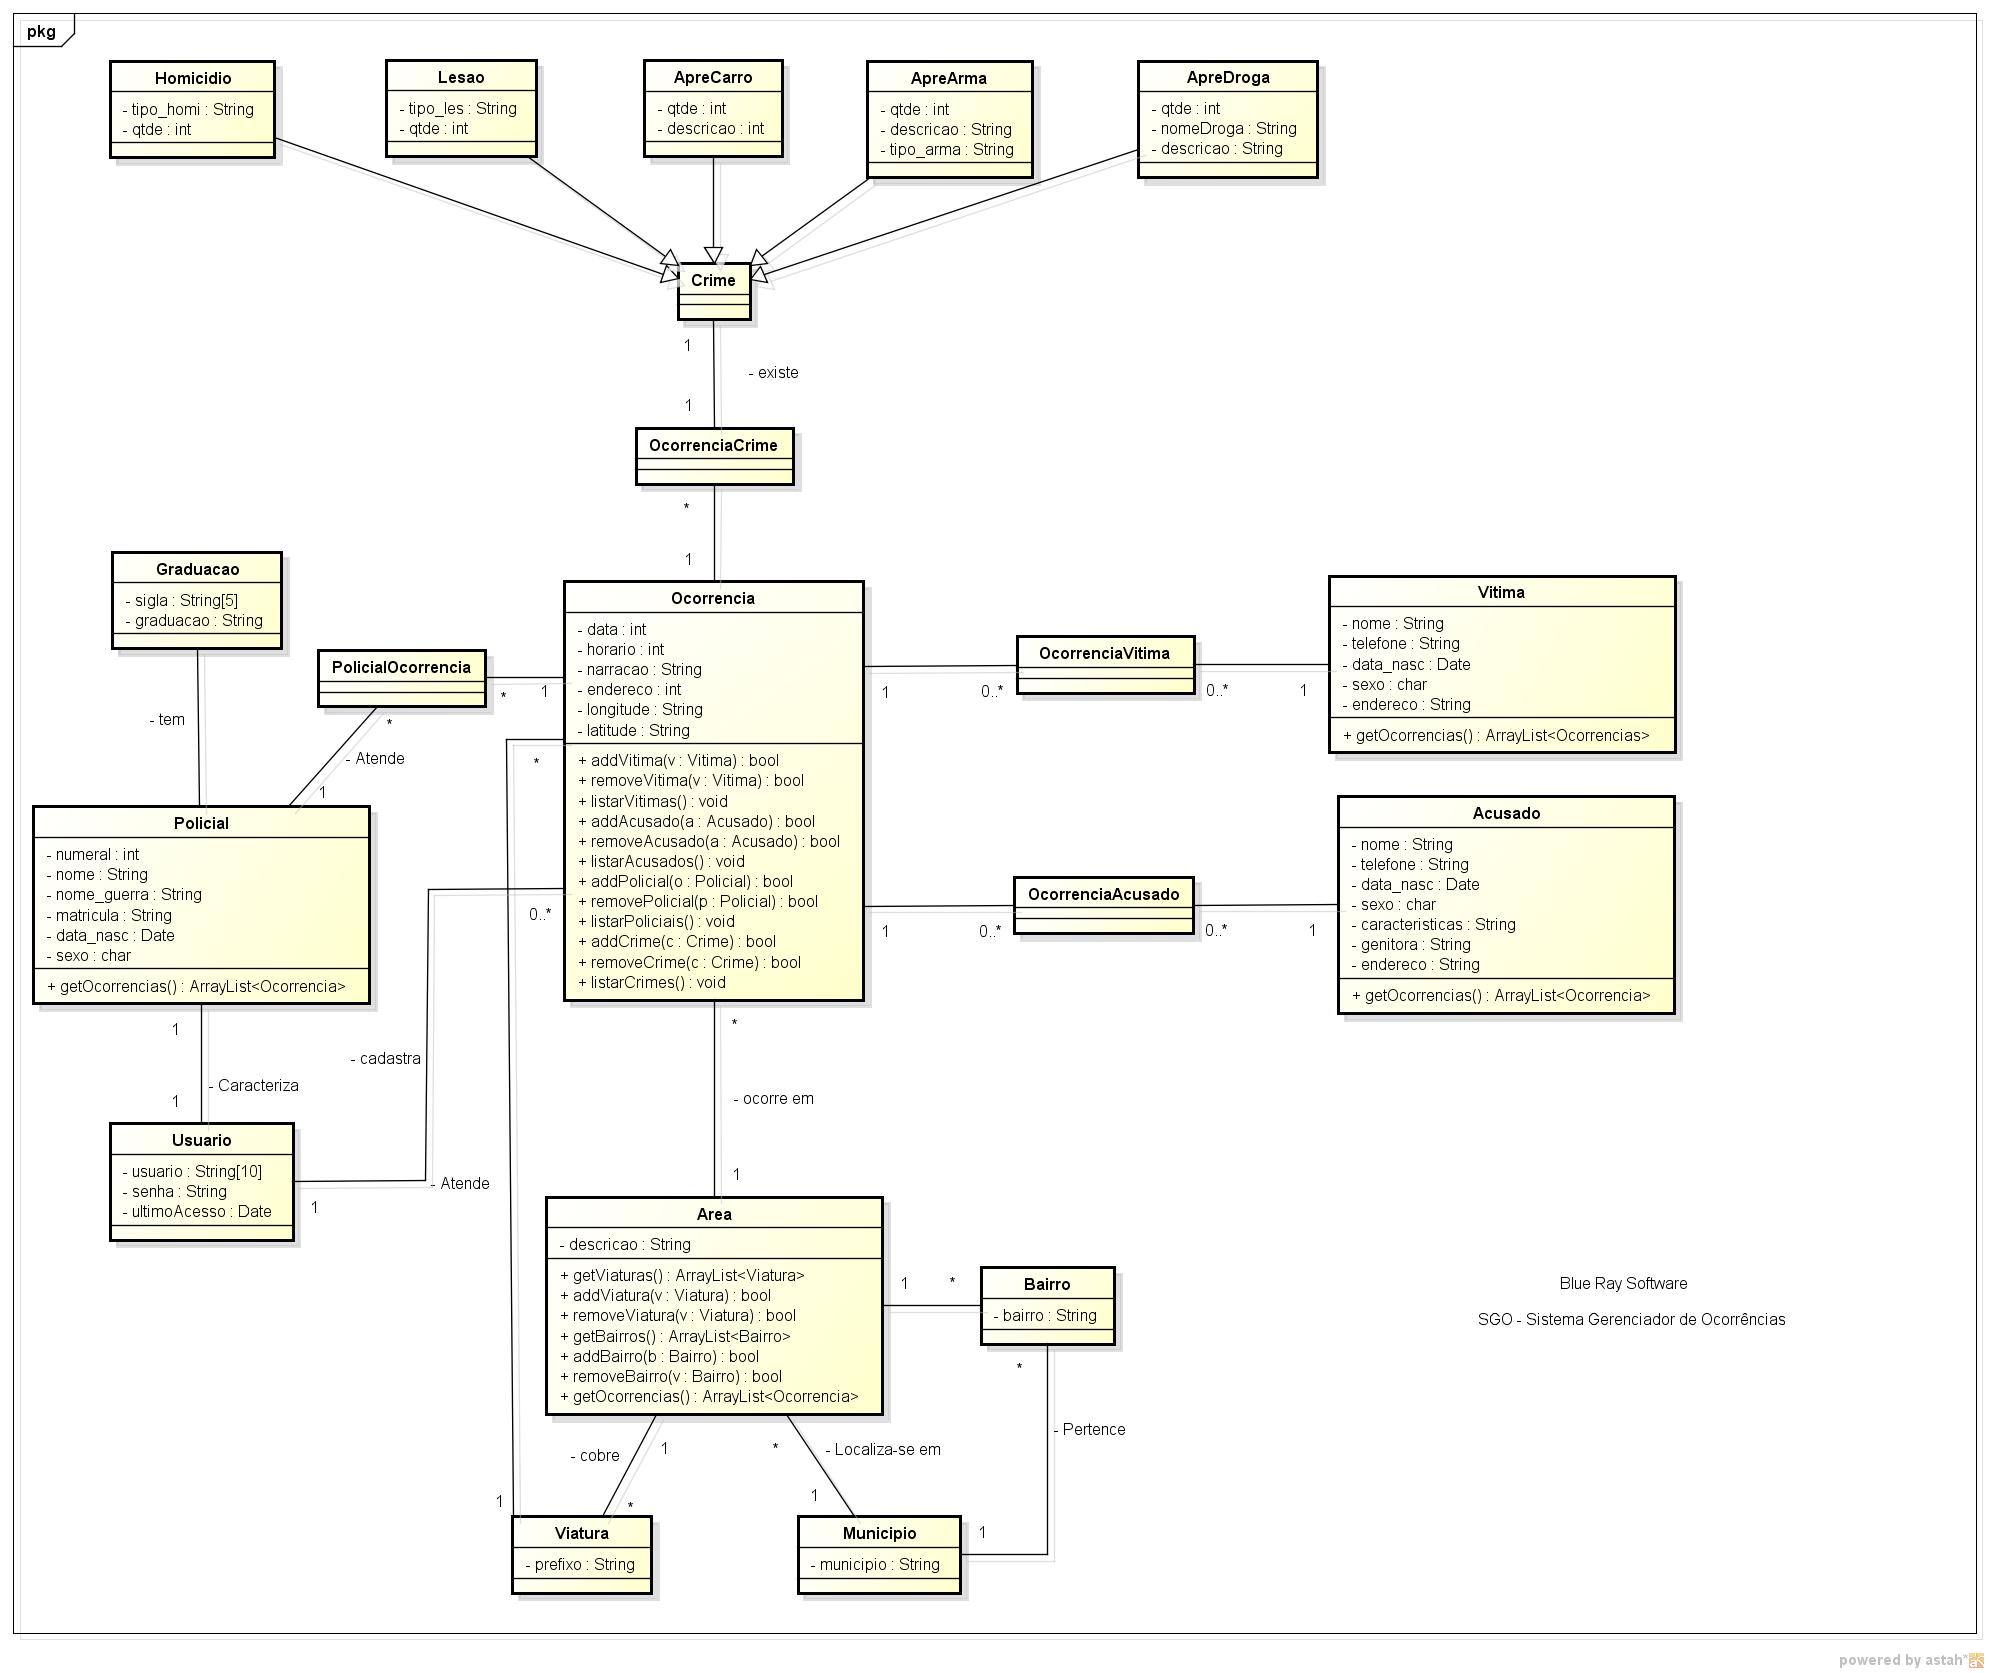 pkg
Homicidio
- tipo_homi : String
- qtde : int
Lesao
- tipo_les : String
- qtde : int
ApreCarro
- qtde : int
- descricao : int
ApreArma
- qtde : int
- descricao : String
- tipo_arma : String
ApreDroga
- qtde : int
- nomeDroga : String
- descricao : String
Crime
1
- existe
1
OcorrenciaCrime
*
1
Graduacao
- sigla : String[5]
- graduacao : String
- tem
PolicialOcorrencia
*
1
*
- Atende
1
Ocorrencia
- data : int
- horario : int
- narracao : String
- endereco : int
- longitude : String
- latitude : String
+ addVitima(v : Vitima) : bool
+ removeVitima(v : Vitima) : bool
+ listarVitimas() : void
+ addAcusado(a : Acusado) : bool
+ removeAcusado(a : Acusado) : bool
+ listarAcusados() : void
+ addPolicial(o : Policial) : bool
+ removePolicial(p : Policial) : bool
+ listarPoliciais() : void
+ addCrime(c : Crime) : bool
+ removeCrime(c : Crime) : bool
+ listarCrimes() : void
1
0..*
OcorrenciaVitima
0..*
1
Vitima
- nome : String
- telefone : String
- data_nasc : Date
- sexo : char
- endereco : String
+ getOcorrencias() : ArrayList<Ocorrencias>
1
0..*
OcorrenciaAcusado
0..*
1
Acusado
- nome : String
- telefone : String
- data_nasc : Date
- sexo : char
- caracteristicas : String
- genitora : String
- endereco : String
+ getOcorrencias() : ArrayList<Ocorrencia>
Policial
- numeral : int
- nome : String
- nome_guerra : String
- matricula : String
- data_nasc : Date
- sexo : char
+ getOcorrencias() : ArrayList<Ocorrencia>
1
- Caracteriza
1
Usuario
- usuario : String[10]
- senha : String
- ultimoAcesso : Date
1
- cadastra
0..*
*
- Atende
1
*
- ocorre em
1
Area
- descricao : String
+ getViaturas() : ArrayList<Viatura>
+ addViatura(v : Viatura) : bool
+ removeViatura(v : Viatura) : bool
+ getBairros() : ArrayList<Bairro>
+ addBairro(b : Bairro) : bool
+ removeBairro(v : Bairro) : bool
+ getOcorrencias() : ArrayList<Ocorrencia>
1
*
Bairro
- bairro : String
*
- Pertence
1
- cobre
1
*
*
- Localiza-se em
1
Viatura
- prefixo : String
Municipio
- municipio : String
Blue Ray Software
SGO - Sistema Gerenciador de Ocorrências
powered by astah*